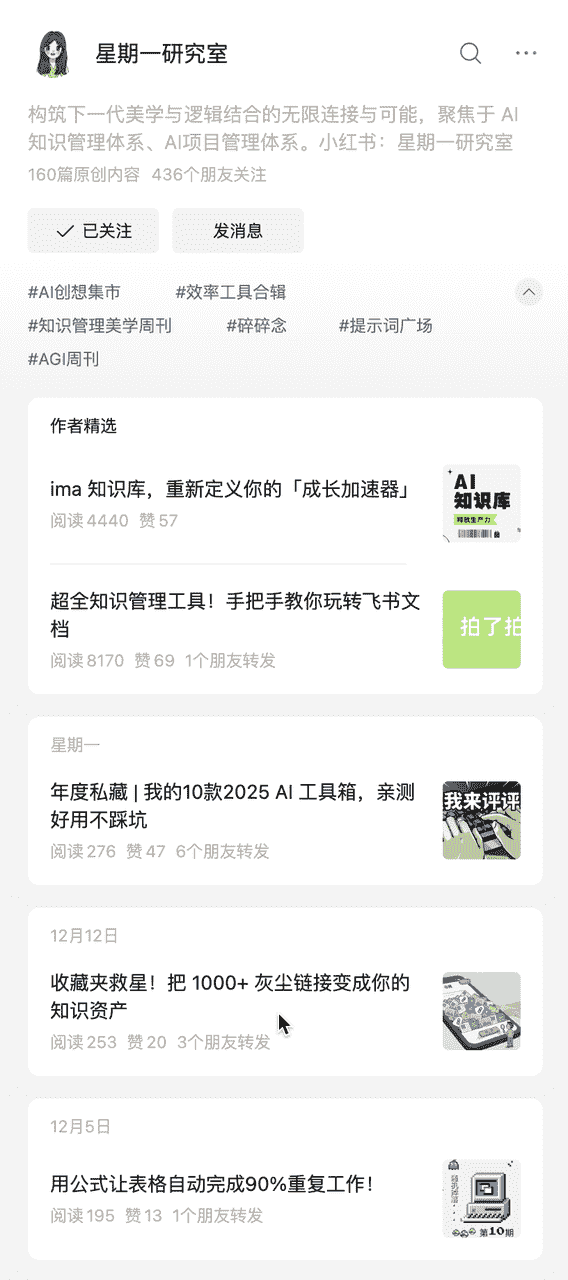 星期一研究室
构筑下一代美学与逻辑结合的无限连接与可能，聚焦于 AI
知识管理体系、AI项目管理体系。小红书：星期一研究室
160篇原创内容 436个朋友关注
已关注 发消息
#AI创想集市 #效率工具合辑
#知识管理美学周刊 #碎碎念 #提示词广场
#AGI周刊
作者精选
ima 知识库，重新定义你的「成长加速器」
阅读 4440 赞 57
AI
知识库
释放生产力
超全知识管理工具！手把手教你玩转飞书文
档
阅读 8170 赞 69 1个朋友转发
拍了拍
星期一
年度私藏 | 我的10款2025 AI 工具箱，亲测
好用不踩坑
阅读 276 赞 47 6个朋友转发
我来评评
12月12日
收藏夹救星！把 1000+ 灰尘链接变成你的
知识资产
阅读 253 赞 20 3个朋友转发
12月5日
用公式让表格自动完成90%重复工作！
阅读 195 赞 13 1个朋友转发
第10期